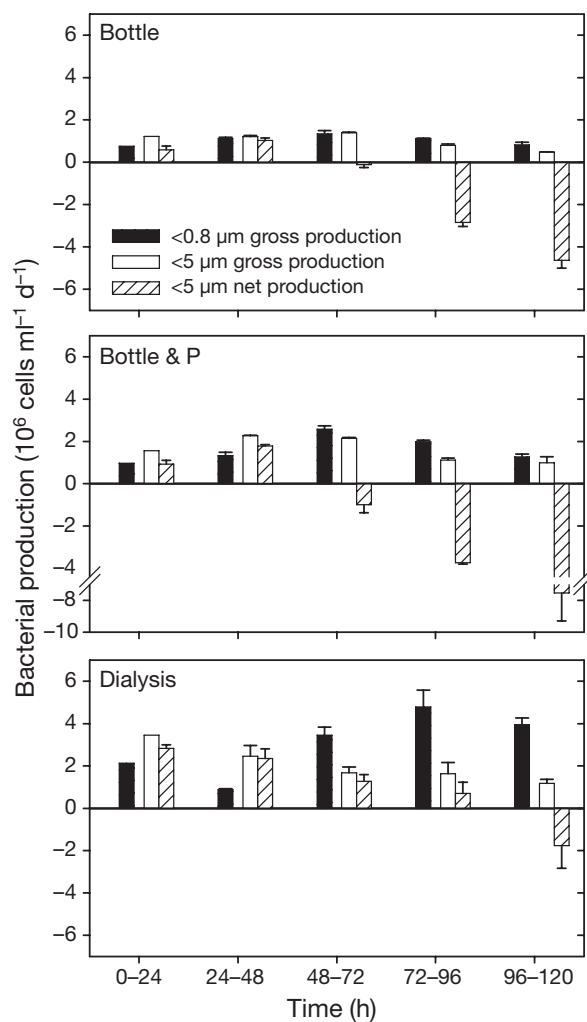 Bacterial production (10⁶ cells ml⁻¹ d⁻¹)
Bottle
6
4
2
0
−2
−4
−6
<0.8 µm gross production
<5 µm gross production
<5 µm net production
Bottle & P
6
4
2
0
−2
−4
−8
−10
Dialysis
6
4
2
0
−2
−4
−6
0–24 24–48 48–72 72–96 96–120
Time (h)